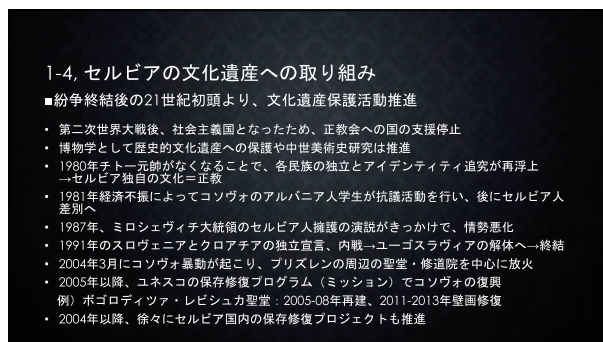 1-4, セルビアの文化遺産への取り組み
■紛争終結後の21世紀初頭より、文化遺産保護活動推進
• 第二次世界大戦後、社会主義国となったため、正教会への国の支援停止
• 博物学として歴史的文化遺産への保護や中世美術史研究は推進
• 1980年チトー元帥がなくなることで、各民族の独立とアイデンティティ追究が再浮上
→セルビア独自の文化＝正教
• 1981年経済不振によってコソヴォのアルバニア人学生が抗議活動を行い、後にセルビア人
差別へ
• 1987年、ミロシェヴィチ大統領のセルビア人擁護の演説がきっかけで、情勢悪化
• 1991年のスロヴェニアとクロアチアの独立宣言、内戦→ユーゴスラヴィアの解体へ→終結
• 2004年3月にコソヴォ暴動が起こり、プリズレンの周辺の聖堂・修道院を中心に放火
• 2005年以降、ユネスコの保存修復プログラム（ミッション）でコソヴォの復興
例）ボゴロディツァ・レビシュカ聖堂：2005-08年再建、2011-2013年壁画修復
• 2004年以降、徐々にセルビア国内の保存修復プロジェクトも推進